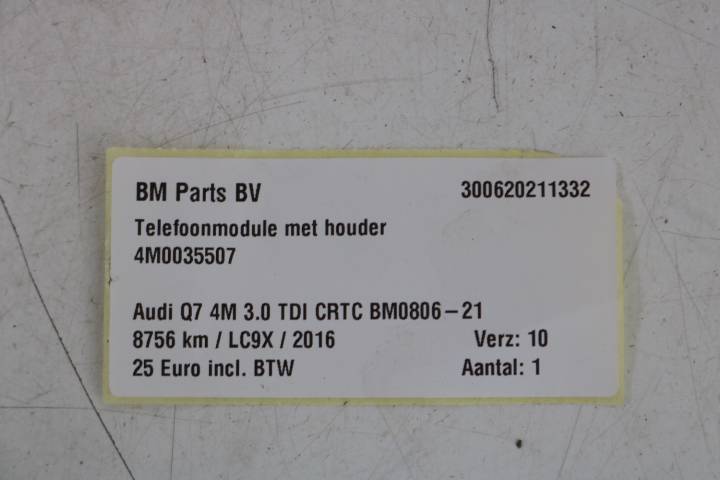 BM Parts BV 300620211332
Telefoonmodule met houder
4M0035507
Audi Q7 4M 3.0 TDI CRTC BM0806-21
8756 km / LC9X / 2016 Verz: 10
25 Euro incl. BTW Aantal: 1